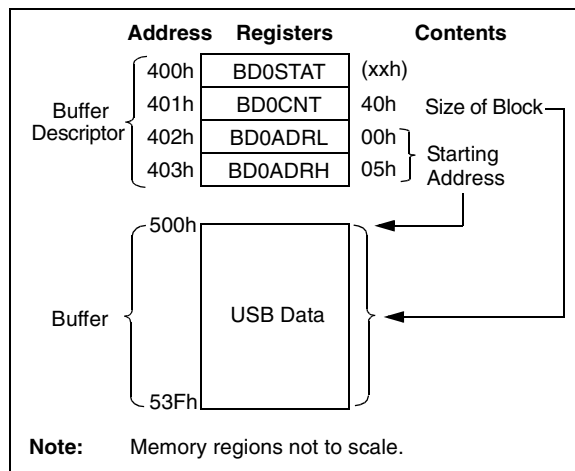 Address Registers Contents
400h BD0STAT (xxh)
Buffer Descriptor 401h BD0CNT 40h Size of Block
402h BD0ADRL 00h Starting Address
403h BD0ADRH 05h
500h
Buffer USB Data
53Fh
Note: Memory regions not to scale.